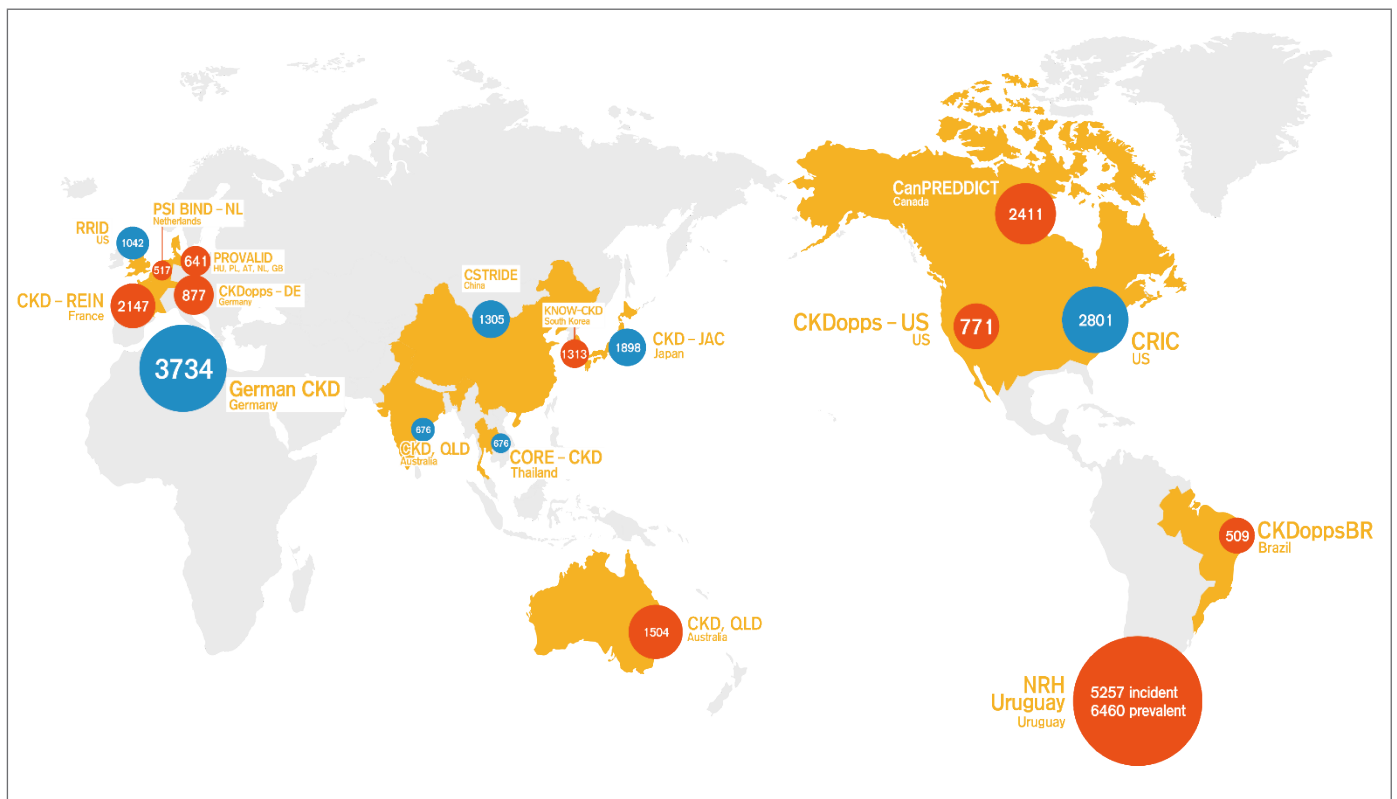 PSI BIND – NL
Netherlands
RRID
US
1042
517
641
PROVALID
HU, PL, AT, NL, GB
CKD – REIN
France
2147
877
CKDopps – DE
Germany
3734
German CKD
Germany
CSTRIDE
China
1305
KNOW-CKD
South Korea
1313
1898
CKD – JAC
Japan
676
CKD, QLD
Australia
676
CORE – CKD
Thailand
1504
CKD, QLD
Australia
CanPREDDICT
Canada
2411
CKDopps – US
US
771
2801
CRIC
US
509
CKDoppsBR
Brazil
NRH
Uruguay
Uruguay
5257 incident
6460 prevalent